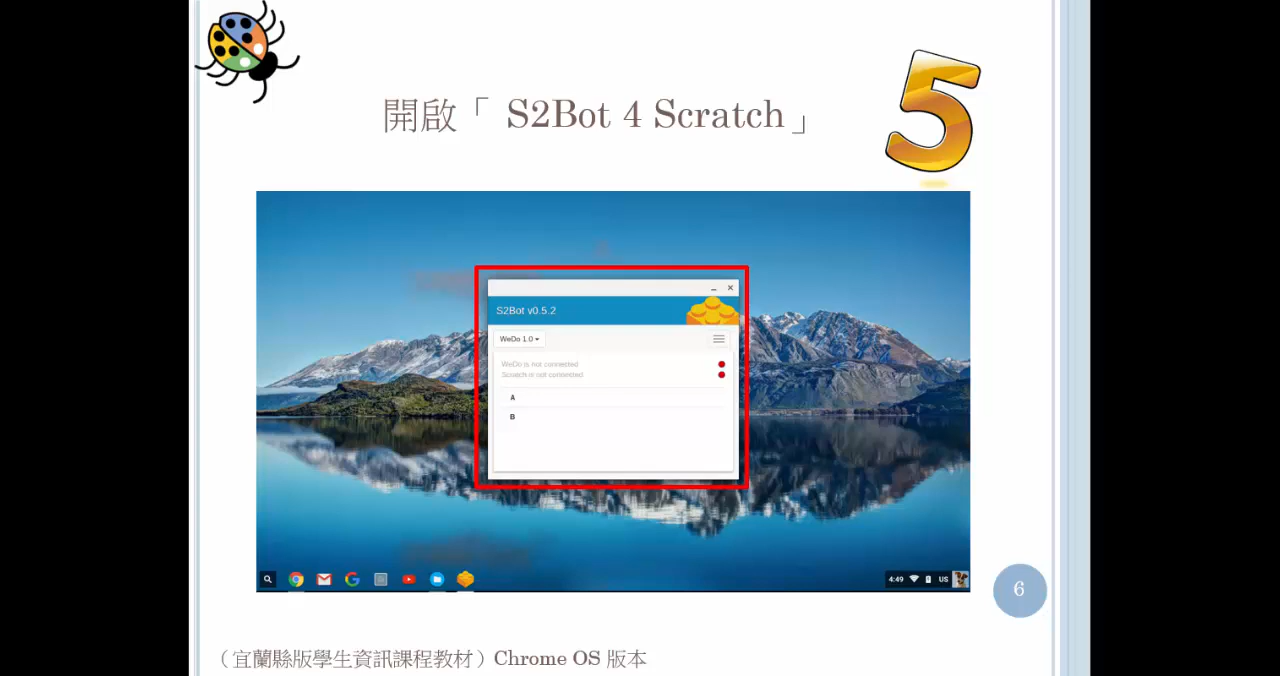 開啟「 S2Bot 4 Scratch」
5
S2Bot v0.5.2
WeDo 1.0
WeDo is not connected
Scratch is not connected
A
B
4:49 US
6
（宜蘭縣版學生資訊課程教材）Chrome OS 版本